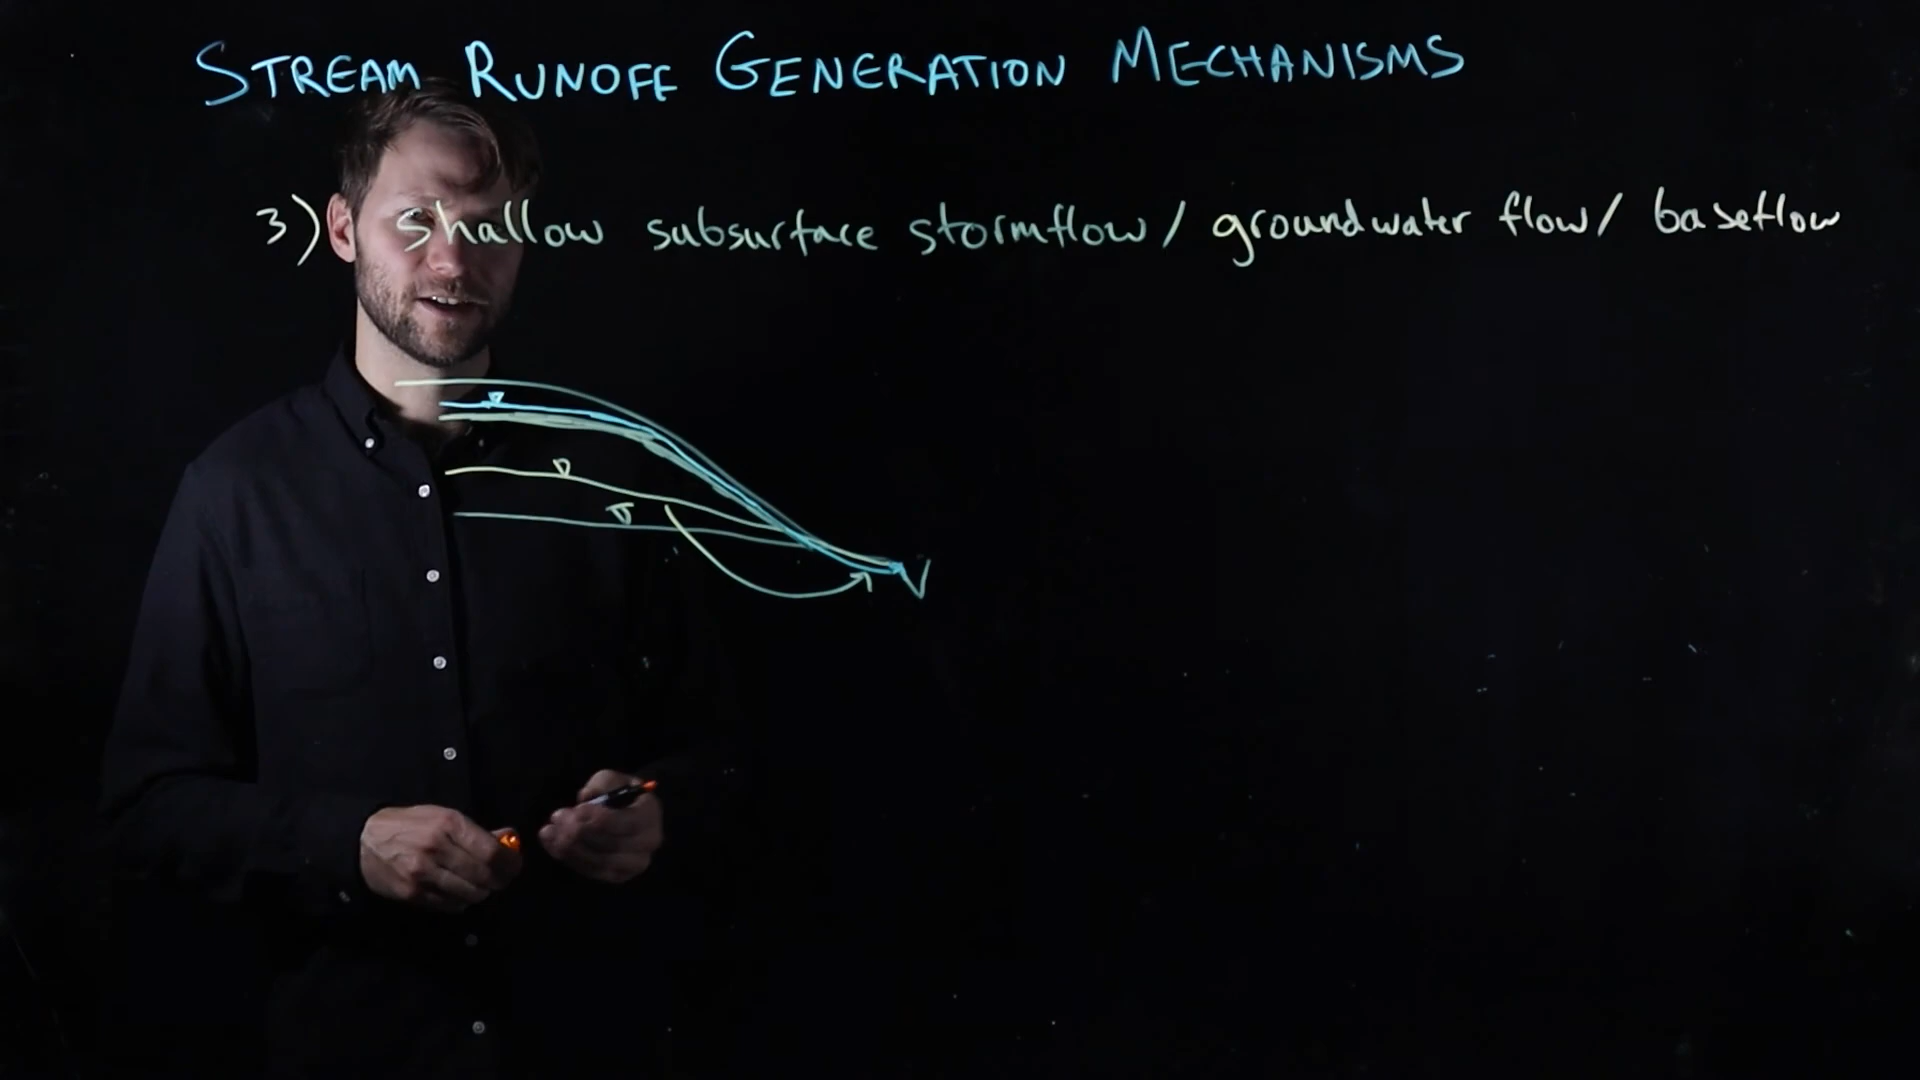 STREAM RUNOFF GENERATION MECHANISMS
3) shallow subsurface stormflow / groundwater flow / baseflow